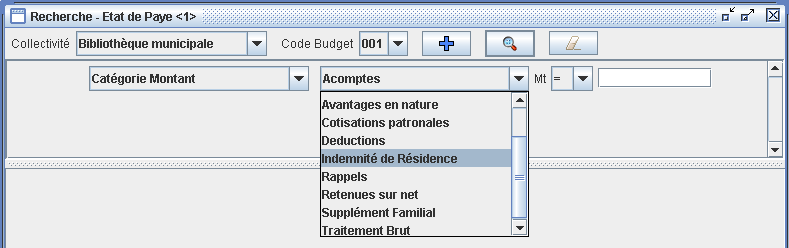 Recherche - Etat de Paye <1>
Collectivité Bibliothèque municipale Code Budget 001
Catégorie Montant Acomptes Mt =
Avantages en nature
Cotisations patronales
Deductions
Indemnité de Résidence
Rappels
Retenues sur net
Supplément Familial
Traitement Brut